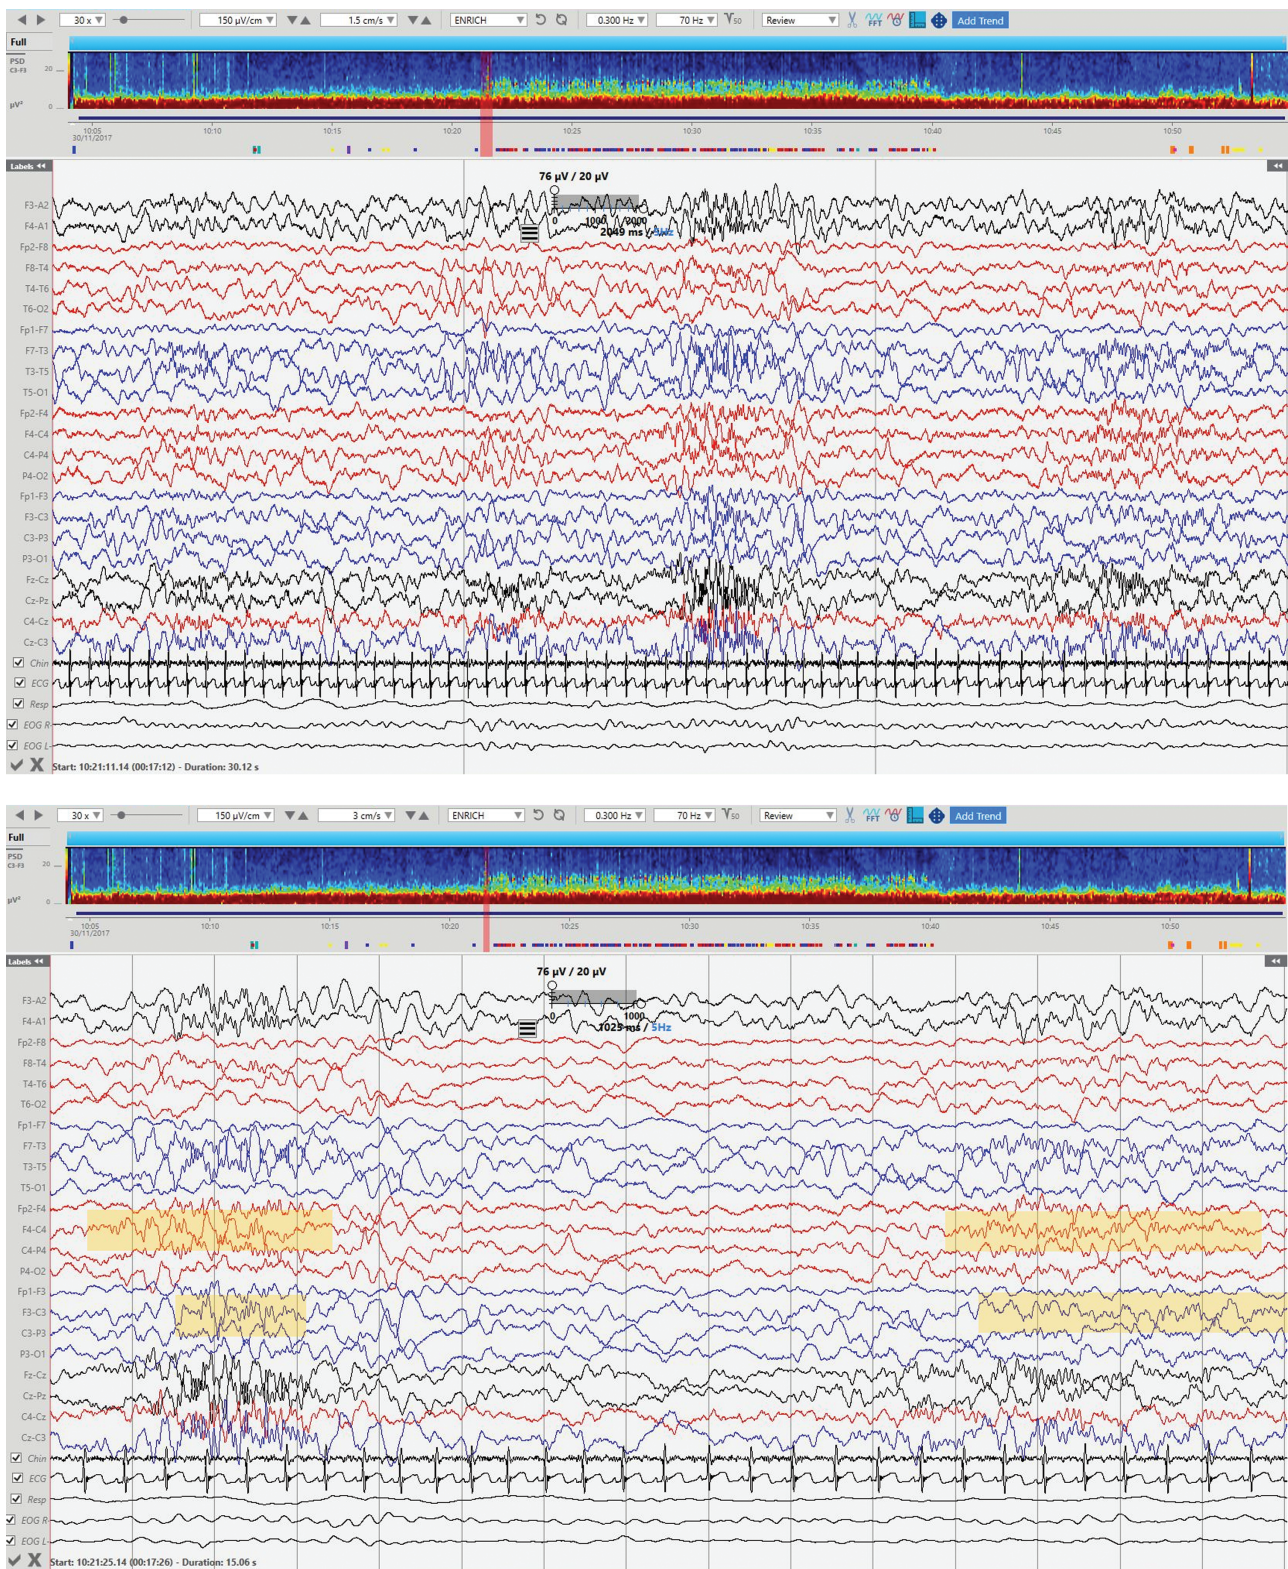 30 x 150 µV/cm 1.5 cm/s ENRICH 0.300 Hz 70 Hz 50 Review FFT Add Trend
Full
PSD
C3-F3
20
µV²
0
10:05 10:10 10:15 10:20 10:25 10:30 10:35 10:40 10:45 10:50
30/11/2017
Labels
76 µV / 20 µV
F3-A2
0 1000 2000
F4-A1
2049 ms / 5Hz
Fp2-F8
F8-T4
T4-T6
T6-O2
Fp1-F7
F7-T3
T3-T5
T5-O1
Fp2-F4
F4-C4
C4-P4
P4-O2
Fp1-F3
F3-C3
C3-P3
P3-O1
Fz-Cz
Cz-Pz
C4-Cz
Cz-C3
Chin
ECG
Resp
EOG R
EOG L
Start: 10:21:11.14 (00:17:12) - Duration: 30.12 s
30 x 150 µV/cm 3 cm/s ENRICH 0.300 Hz 70 Hz 50 Review FFT Add Trend
Full
PSD
C3-F3
20
µV²
0
10:05 10:10 10:15 10:20 10:25 10:30 10:35 10:40 10:45 10:50
30/11/2017
Labels
76 µV / 20 µV
F3-A2
0 1000
F4-A1
1025 ms / 5Hz
Fp2-F8
F8-T4
T4-T6
T6-O2
Fp1-F7
F7-T3
T3-T5
T5-O1
Fp2-F4
F4-C4
C4-P4
P4-O2
Fp1-F3
F3-C3
C3-P3
P3-O1
Fz-Cz
Cz-Pz
C4-Cz
Cz-C3
Chin
ECG
Resp
EOG R
EOG L
Start: 10:21:25.14 (00:17:26) - Duration: 15.06 s